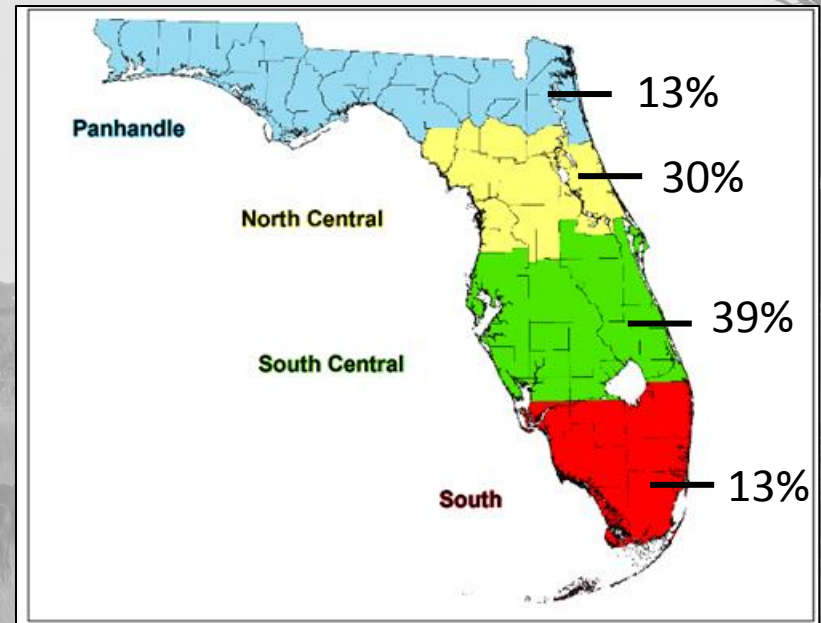 13%
Panhandle
30%
North Central
39%
South Central
13%
South